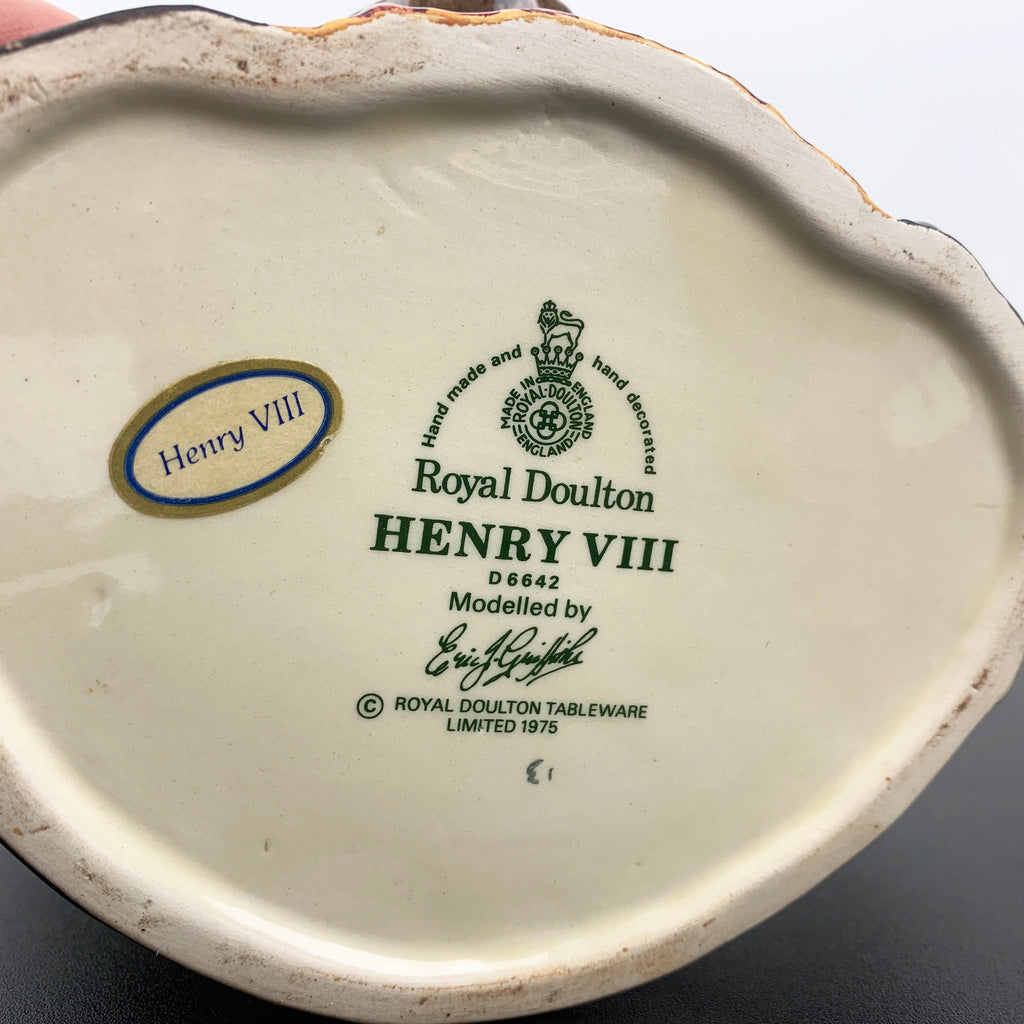 Henry VIII
Hand made and hand decorated
MADE IN ENGLAND
ROYAL·DOULTON
ENGLAND
Royal Doulton
HENRY VIII
D 6642
Modelled by
Eric J. Griffiths
© ROYAL DOULTON TABLEWARE
LIMITED 1975